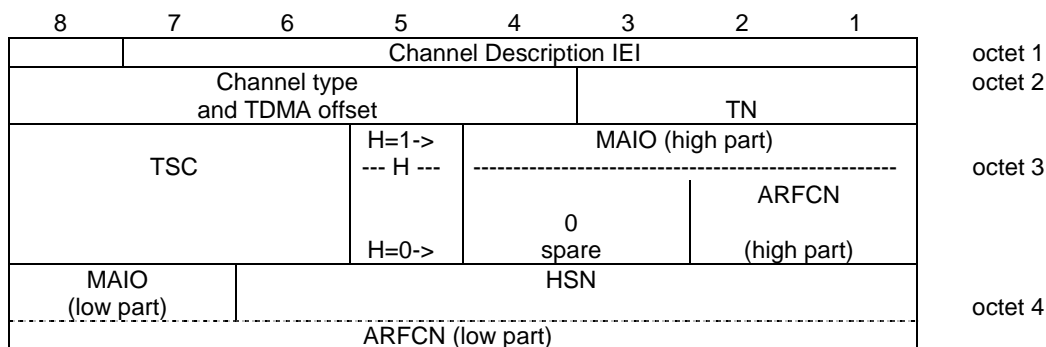 8 7 6 5 4 3 2 1
Channel Description IEI octet 1
Channel type octet 2
and TDMA offset TN
H=1-> MAIO (high part)
TSC --- H --- ------------------------------------------------- octet 3
ARFCN
0
H=0-> spare (high part)
MAIO HSN
(low part) octet 4
ARFCN (low part)